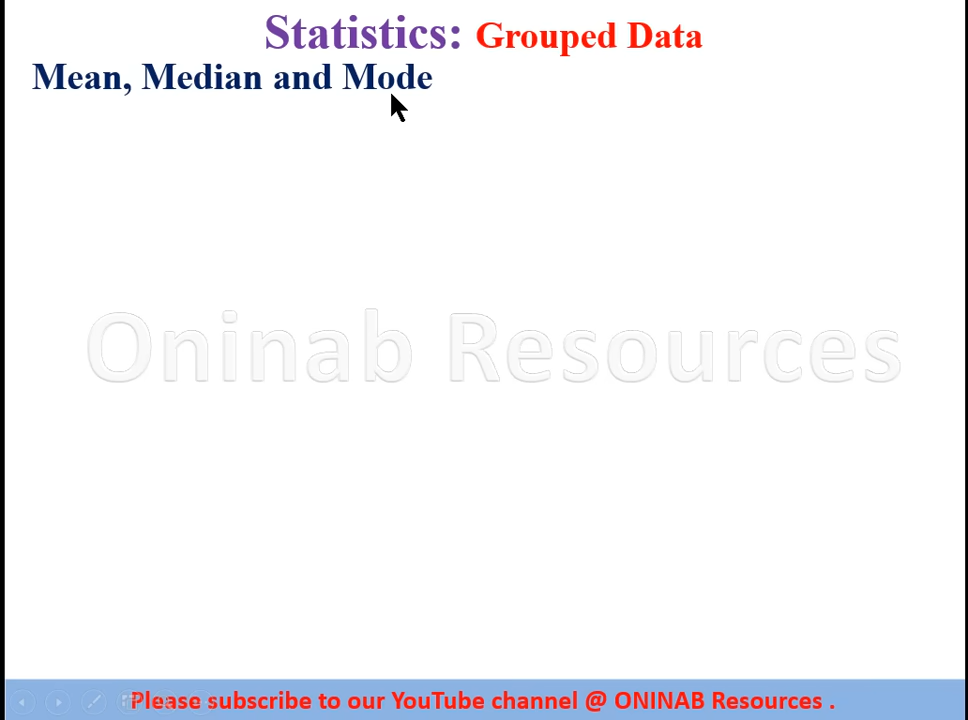 Statistics: Grouped Data
Mean, Median and Mode
Oninab Resources
Please subscribe to our YouTube channel @ ONINAB Resources .